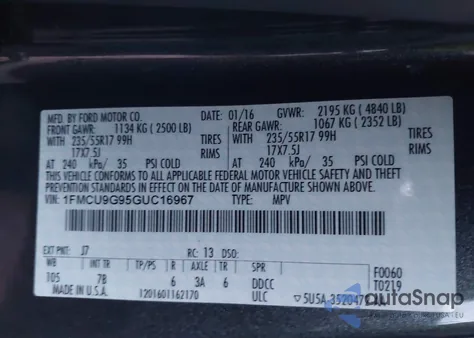 MFD. BY FORD MOTOR CO.
01/16 GVWR: 2195 KG ( 4840 LB)
FRONT GAWR: 1134 KG ( 2500 LB) REAR GAWR: 1067 KG ( 2352 LB)
WITH 235/55R17 99H TIRES WITH 235/55R17 99H TIRES
17X7.5J RIMS 17X7.5J RIMS
AT 240 kPa/ 35 PSI COLD AT 240 kPa/ 35 PSI COLD
THIS VEHICLE CONFORMS TO ALL APPLICABLE FEDERAL MOTOR VEHICLE SAFETY AND BUMPER
THEFT PREVENTION STANDARDS IN EFFECT ON THE DATE OF MANUFACTURE SHOWN ABOVE.
VIN: 1FMCU9G95GUC16967 TYPE: MPV
EXT PNT: J7 RC: 13 DSO: F0060
WB INT TR TP/PS R AXLE TR SPR T0219
105 7B 6 3A 6 DDCC
MADE IN U.S.A. 1201601162170 ULC
autoSnap